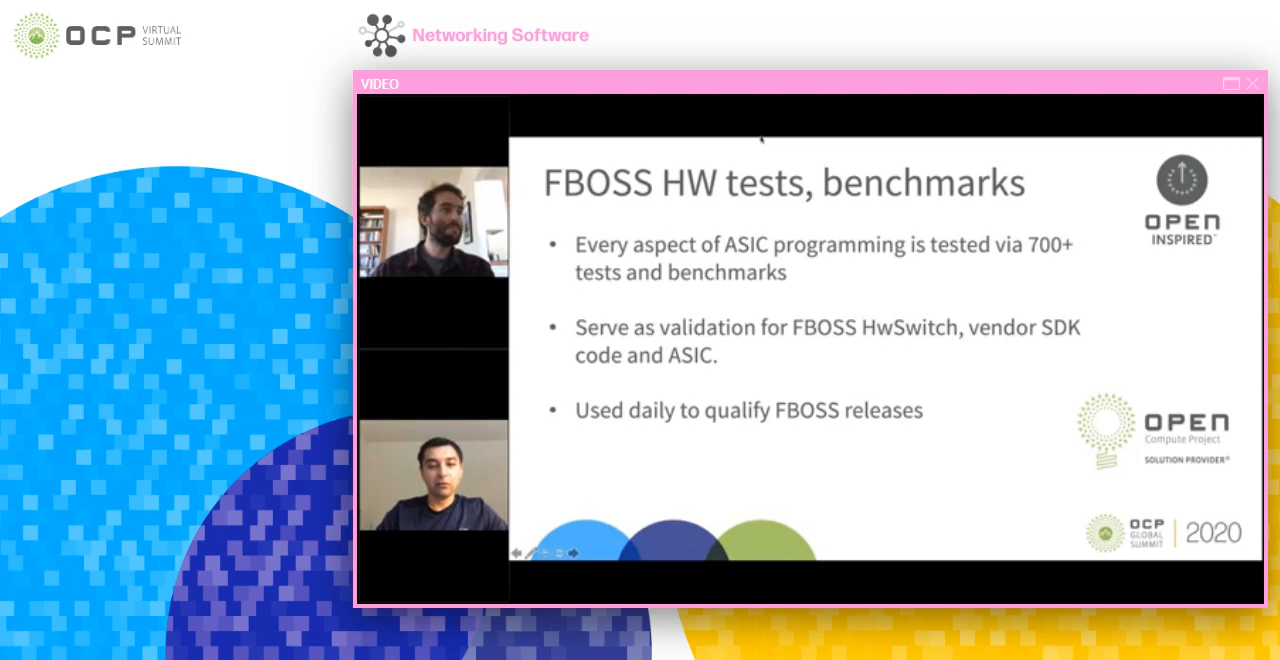 OCP VIRTUAL
SUMMIT
Networking Software
VIDEO
FBOSS HW tests, benchmarks
• Every aspect of ASIC programming is tested via 700+
tests and benchmarks
• Serve as validation for FBOSS HwSwitch, vendor SDK
code and ASIC.
• Used daily to qualify FBOSS releases
OPEN
INSPIRED™
OPEN
Compute Project
SOLUTION PROVIDER®
OCP
GLOBAL
SUMMIT
2020